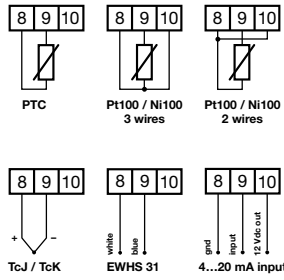 8 9 10
8 9 10
8 9 10
PTC
Pt100 / Ni100
3 wires
Pt100 / Ni100
2 wires
8 9 10
8 9 10
8 9 10
+ −
white
blue
gnd
input
12 Vdc out
TcJ / TcK
EWHS 31
4...20 mA input